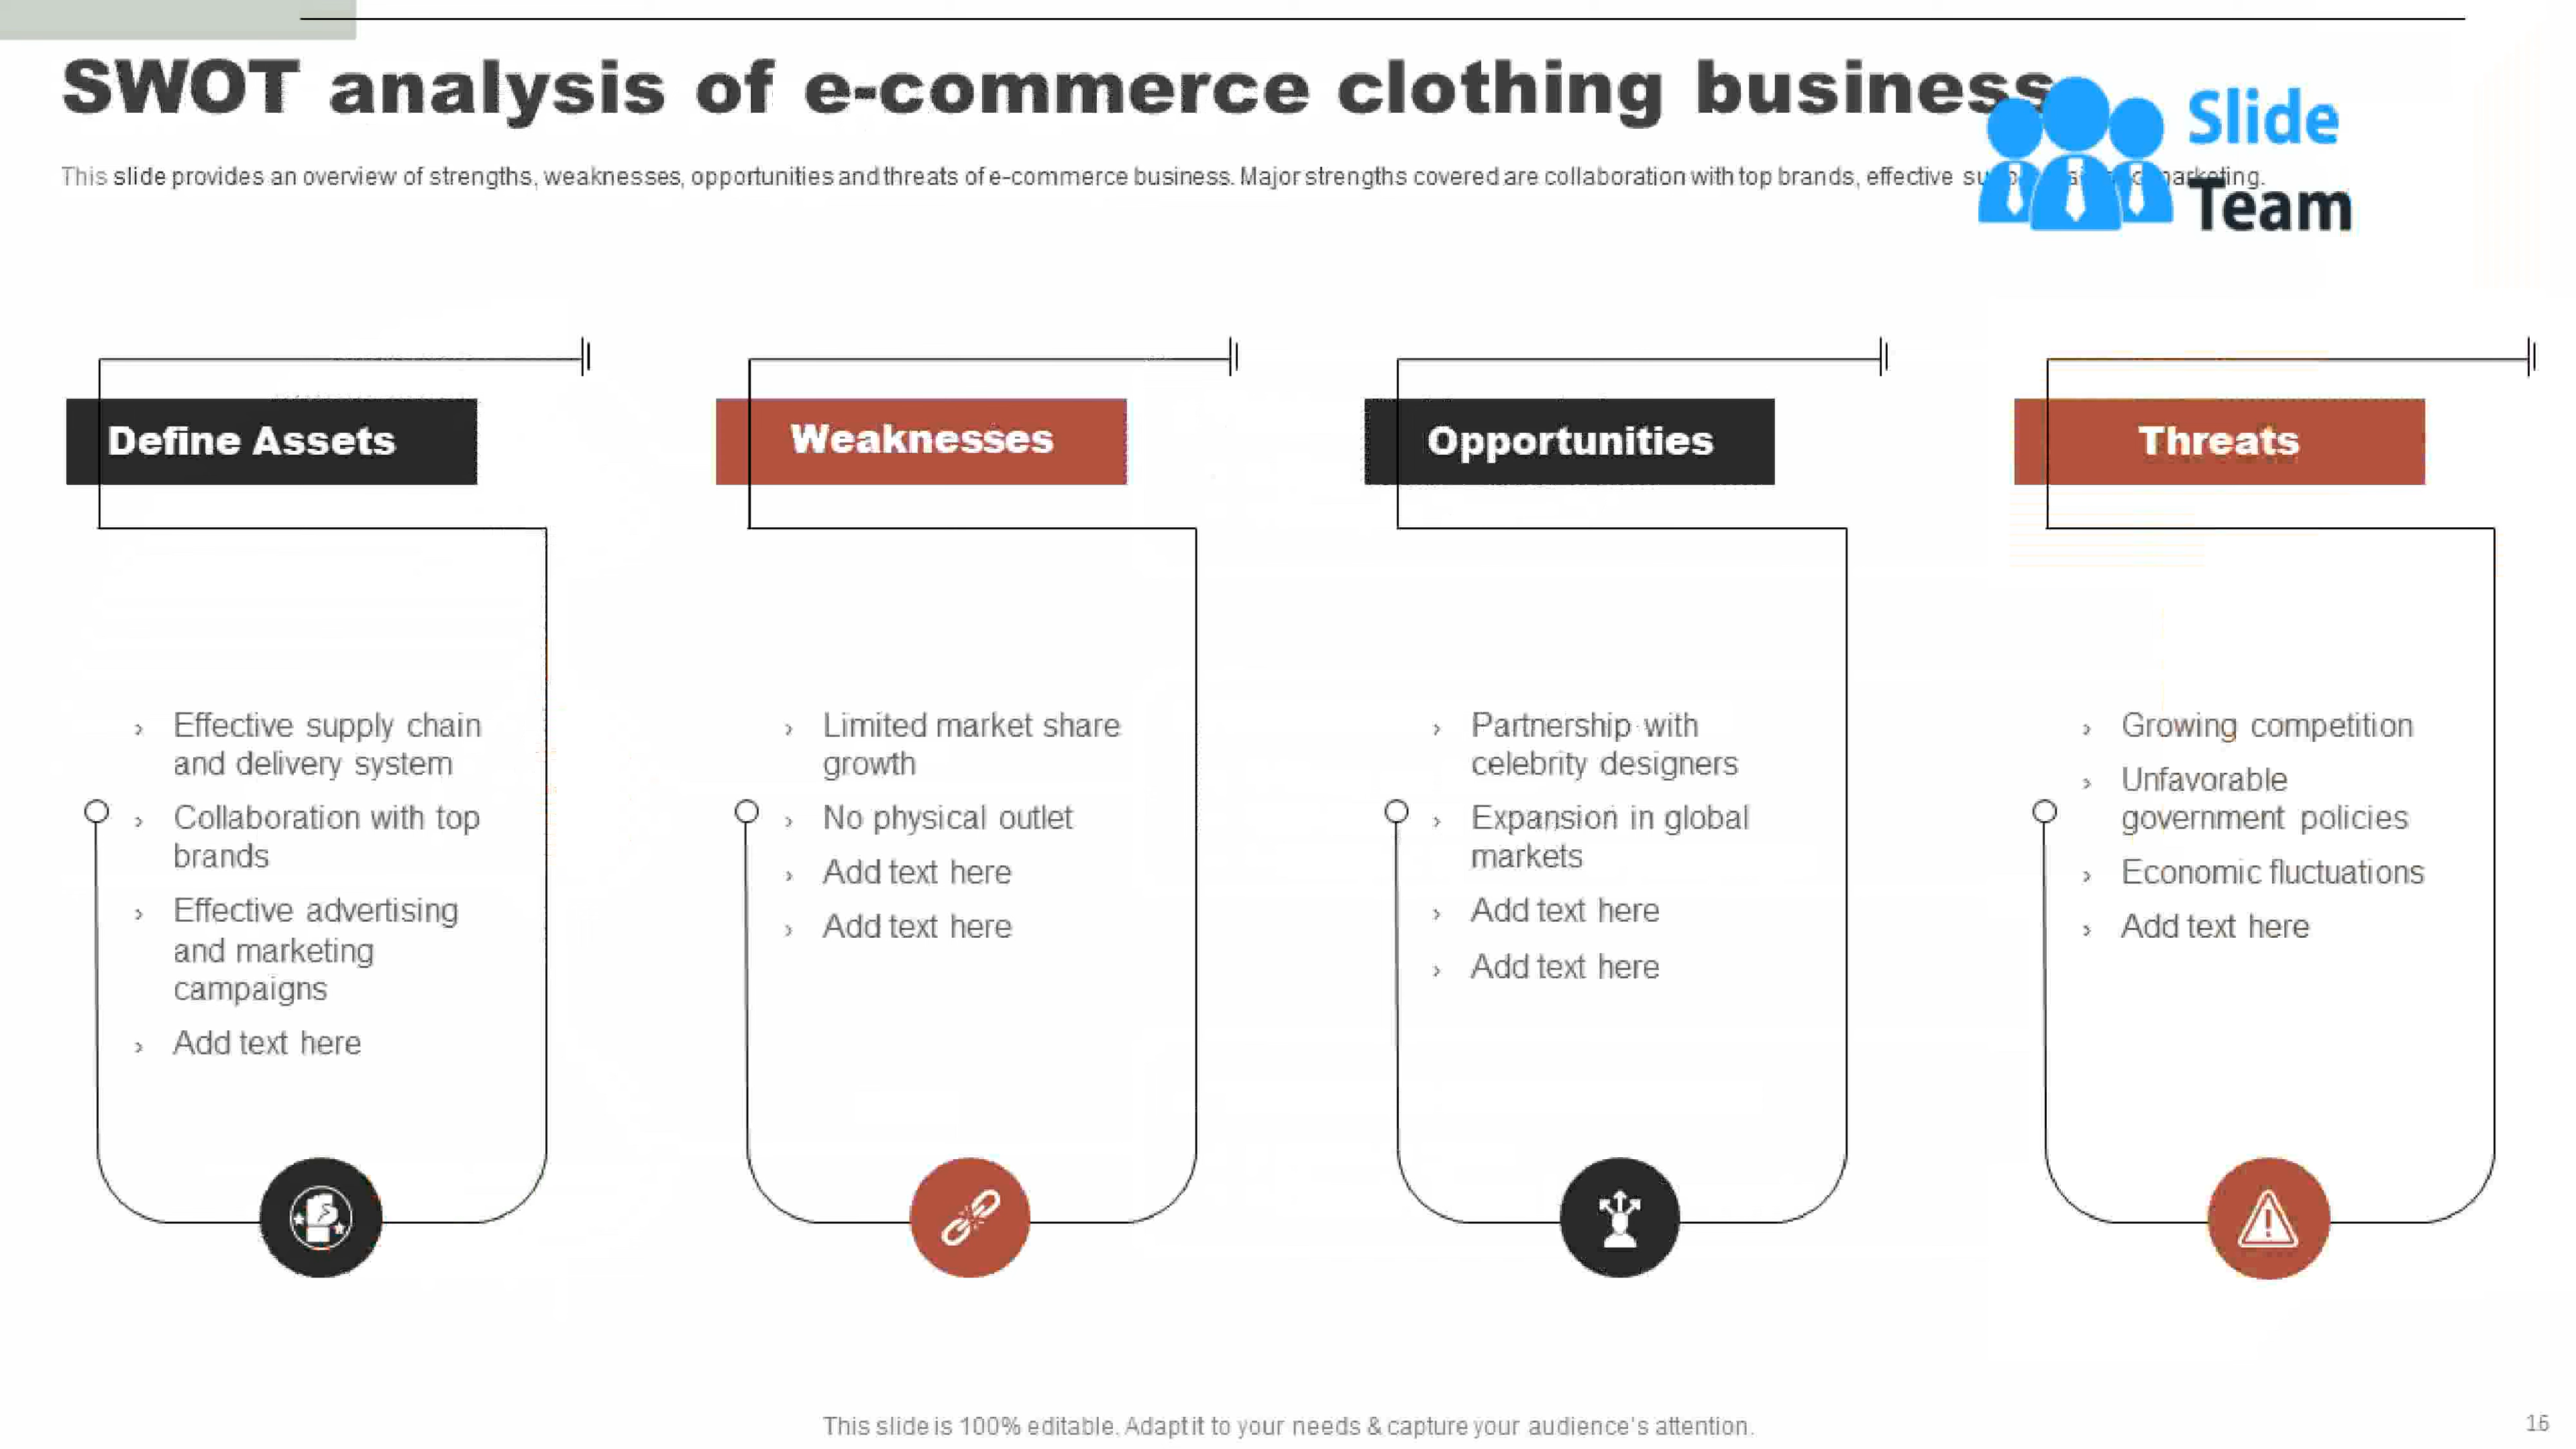 SWOT analysis of e-commerce clothing business
Slide
Team
This slide provides an overview of strengths, weaknesses, opportunities and threats of e-commerce business. Major strengths covered are collaboration with top brands, effective
Define Assets
Effective supply chain
and delivery system
Collaboration with top
brands
Effective advertising
and marketing
campaigns
Add text here
Weaknesses
Limited market share
growth
No physical outlet
Add text here
Add text here
Opportunities
Partnership with
celebrity designers
Expansion in global
markets
Add text here
Add text here
Threats
Growing competition
Unfavorable
government policies
Economic fluctuations
Add text here
This slide is 100% editable. Adapt it to your needs & capture your audience's attention.
16